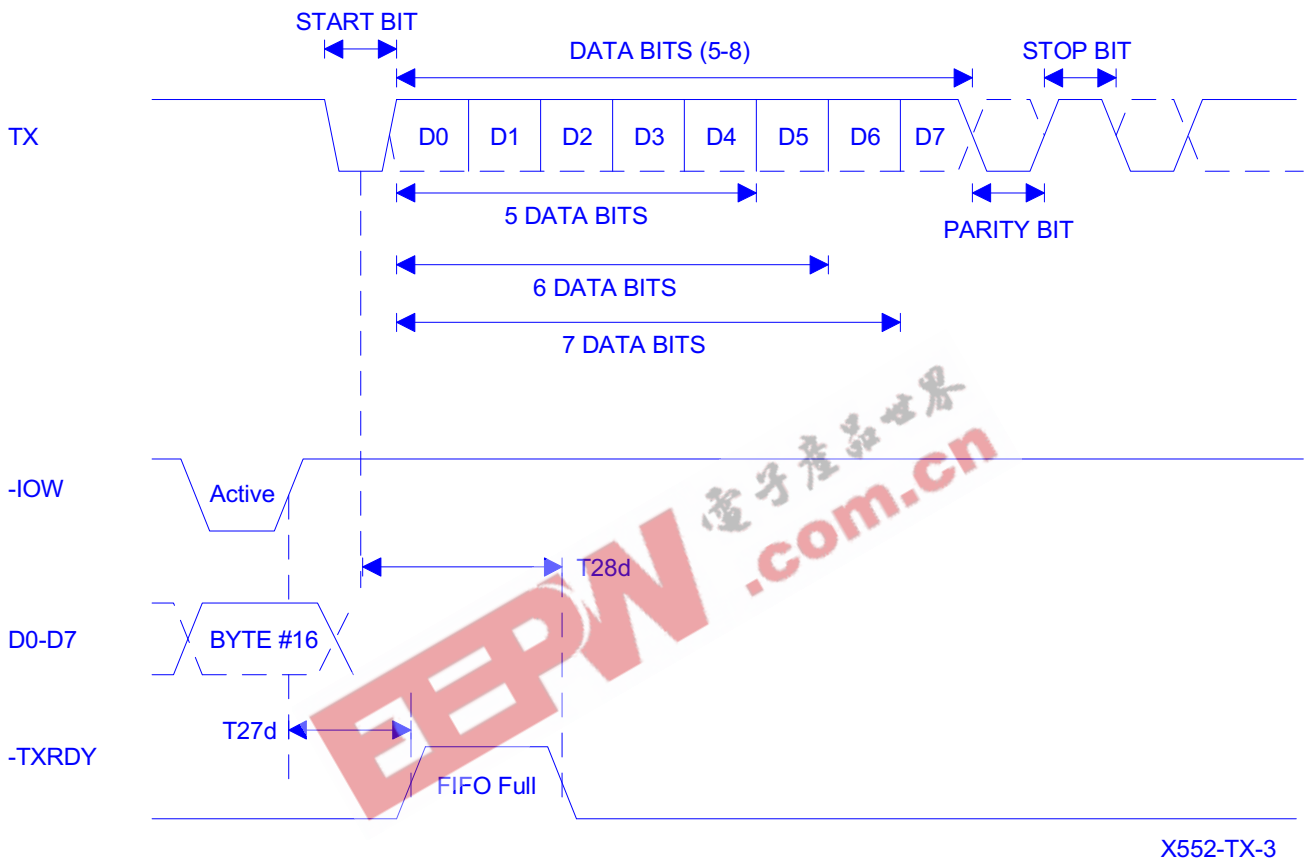 START BIT
DATA BITS (5-8)
STOP BIT
TX
D0 D1 D2 D3 D4 D5 D6 D7
5 DATA BITS
PARITY BIT
6 DATA BITS
7 DATA BITS
電子產品世界
.com.cn
EEPW
-IOW
Active
T28d
D0-D7
BYTE #16
T27d
-TXRDY
FIFO Full
X552-TX-3